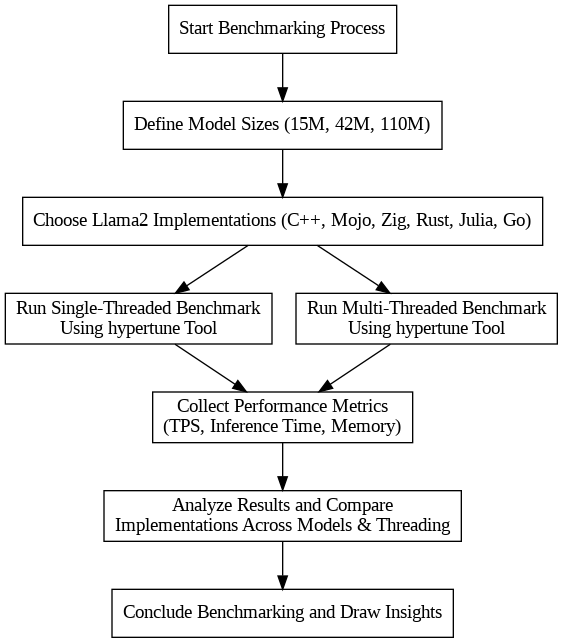 Start Benchmarking Process
Define Model Sizes (15M, 42M, 110M)
Choose Llama2 Implementations (C++, Mojo, Zig, Rust, Julia, Go)
Run Single-Threaded Benchmark
Using hypertune Tool
Run Multi-Threaded Benchmark
Using hypertune Tool
Collect Performance Metrics
(TPS, Inference Time, Memory)
Analyze Results and Compare
Implementations Across Models & Threading
Conclude Benchmarking and Draw Insights